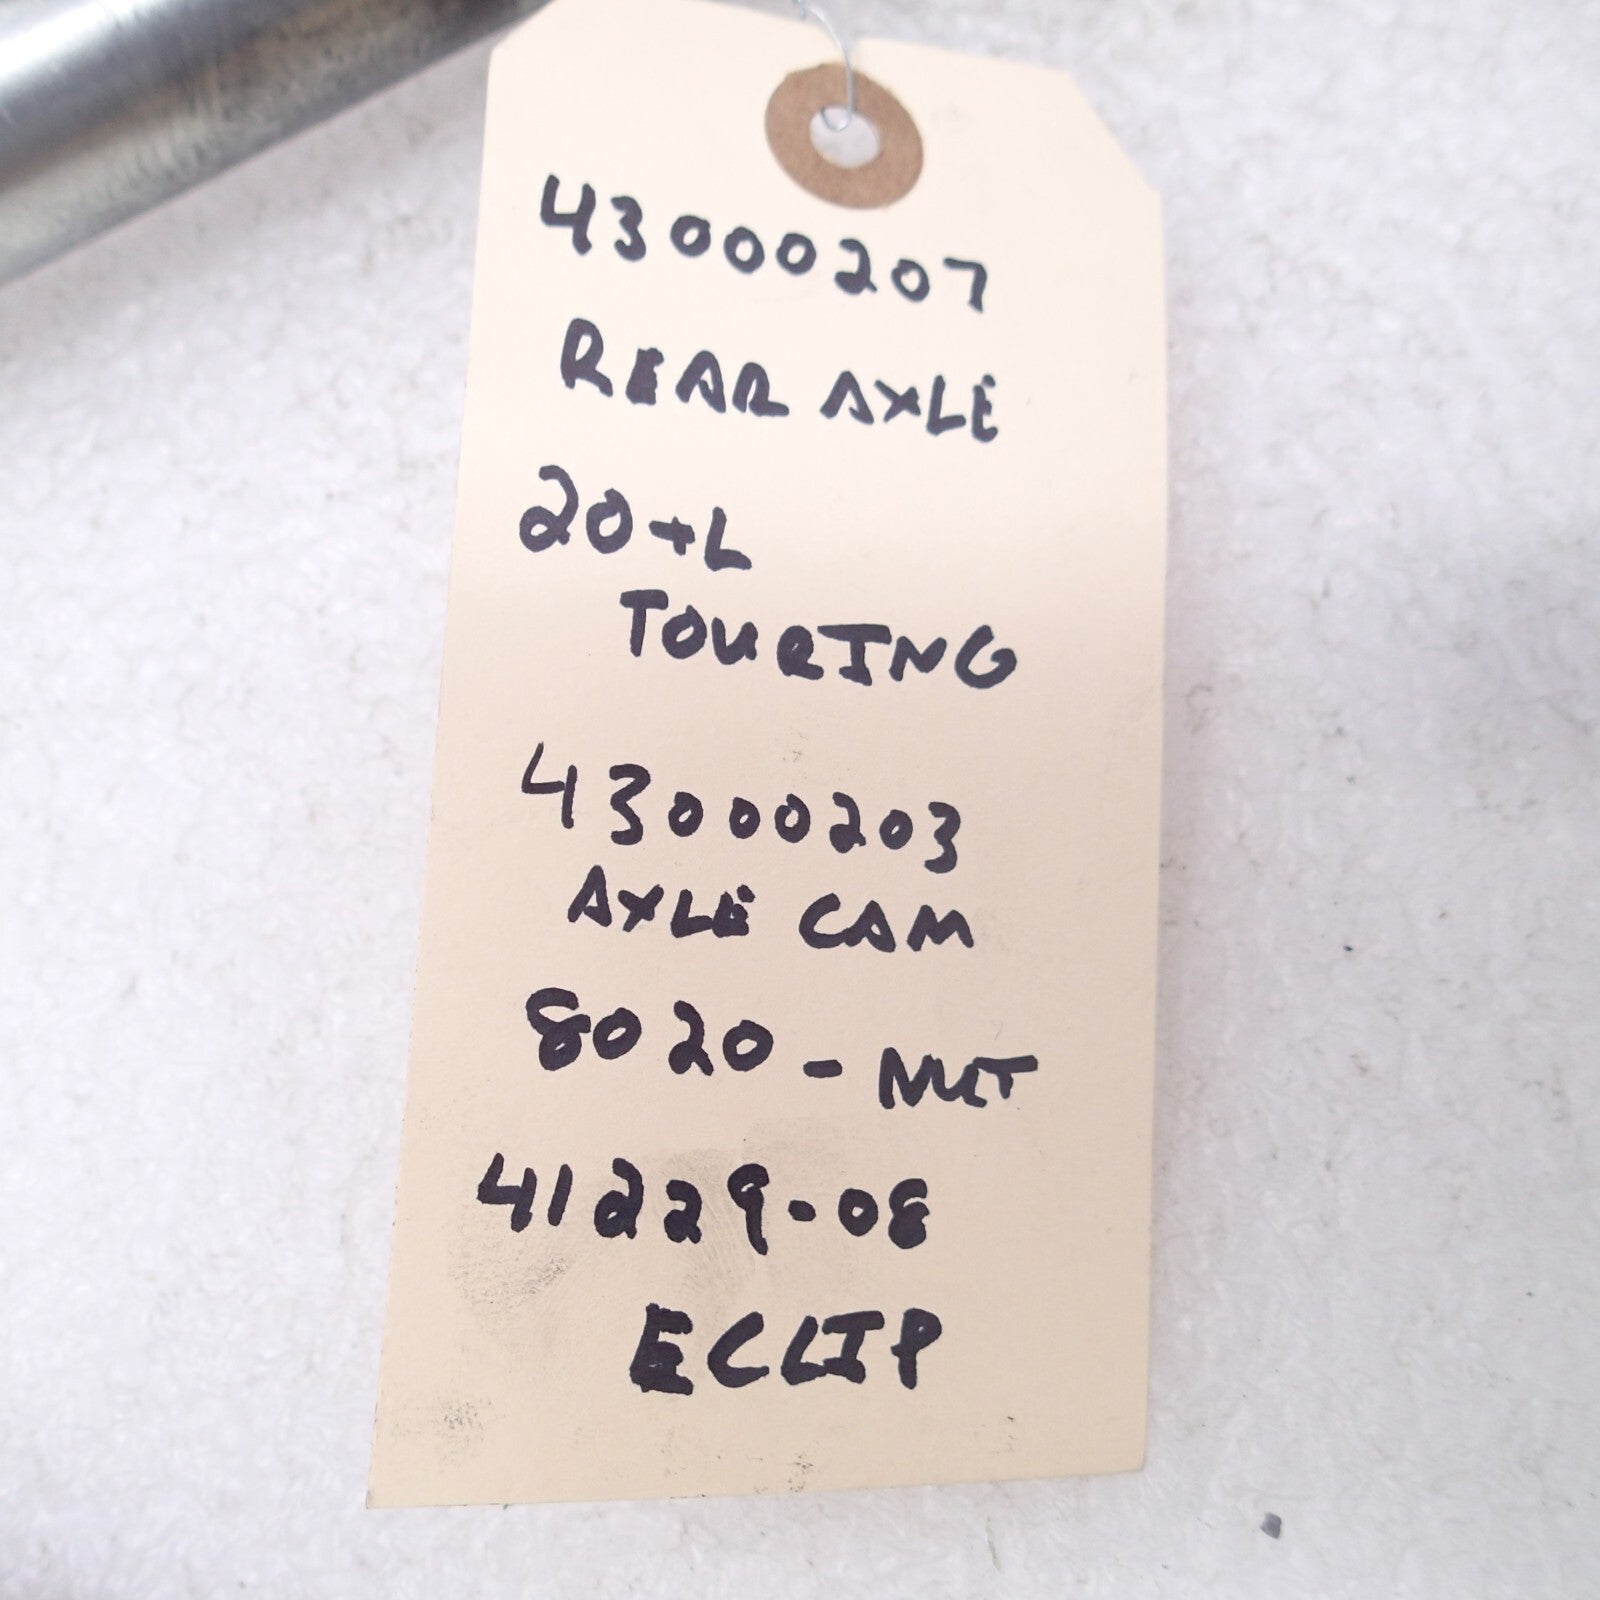 43000207
REAR AXLE
20+L
TOURING
43000203
AXLE CAM
8020 - NUT
41229-08
ECLIP